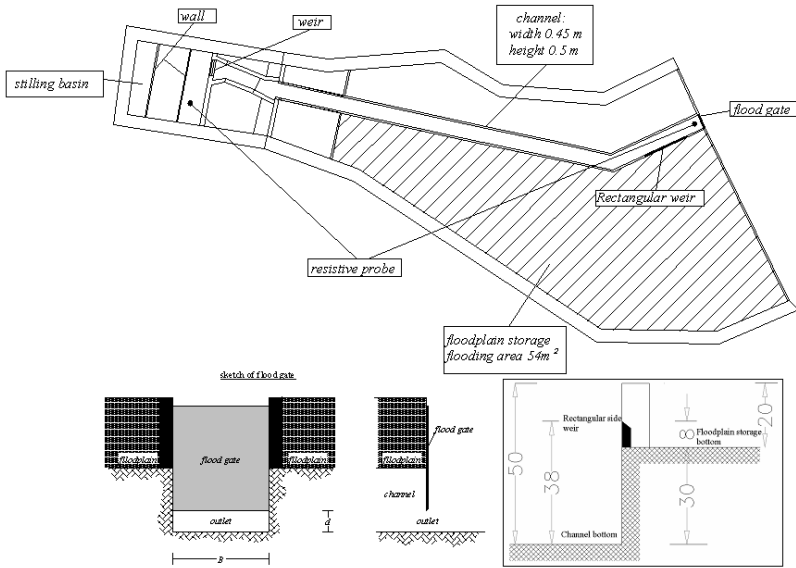 wall
weir
channel:
width 0.45 m
height 0.5 m
stilling basin
flood gate
Rectangular weir
resistive probe
floodplain storage
flooding area 54m²
sketch of flood gate
flood gate
floodplain
floodplain
outlet
d
B
flood gate
floodplain
channel
outlet
Rectangular side
weir
Floodplain storage
bottom
20
8
50
38
30
Channel bottom